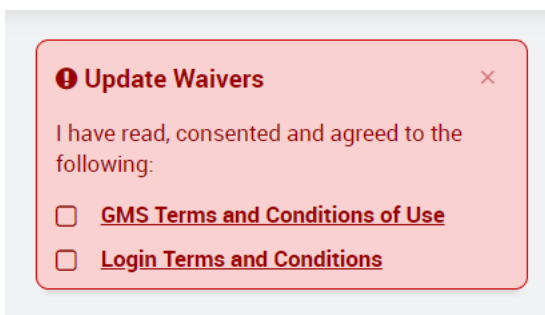 Update Waivers
I have read, consented and agreed to the
following:
GMS Terms and Conditions of Use
Login Terms and Conditions